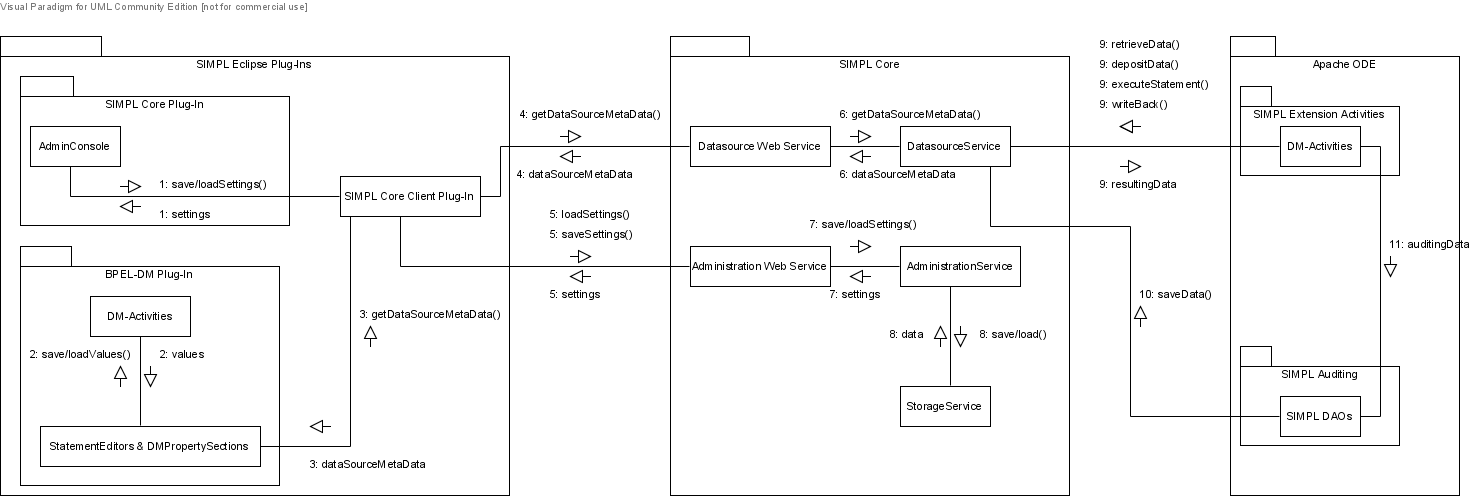 Visual Paradigm for UML Community Edition [not for commercial use]
SIMPL Eclipse Plug-Ins
SIMPL Core Plug-In
AdminConsole
1: save/loadSettings()
1: settings
SIMPL Core Client Plug-In
BPEL-DM Plug-In
DM-Activities
2: save/loadValues()
2: values
StatementEditors & DMPropertySections
3: getDataSourceMetaData()
3: dataSourceMetaData
4: getDataSourceMetaData()
4: dataSourceMetaData
5: loadSettings()
5: saveSettings()
5: settings
SIMPL Core
Datasource Web Service
6: getDataSourceMetaData()
6: dataSourceMetaData
DatasourceService
Administration Web Service
7: save/loadSettings()
7: settings
AdministrationService
8: data
8: save/load()
StorageService
9: retrieveData()
9: depositData()
9: executeStatement()
9: writeBack()
9: resultingData
10: saveData()
Apache ODE
SIMPL Extension Activities
DM-Activities
11: auditingData
SIMPL Auditing
SIMPL DAOs